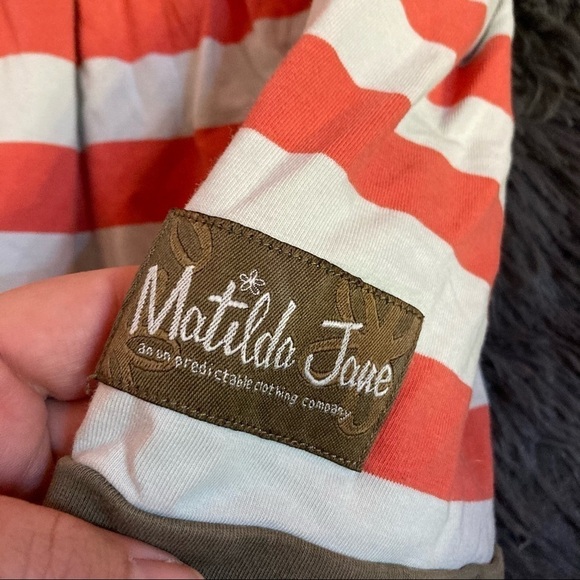 Matilda Jane
an un predictable clothing company